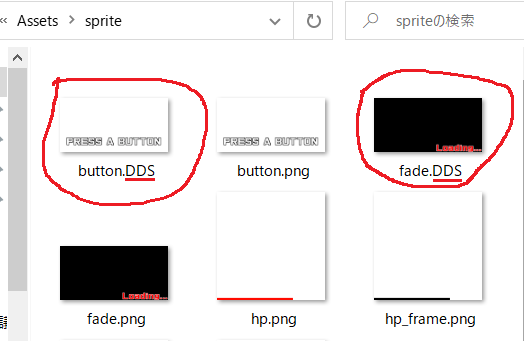 Assets > sprite
spriteの検索
PRESS A BUTTON
button.DDS
PRESS A BUTTON
button.png
Loading...
fade.DDS
Loading...
fade.png
hp.png
hp_frame.png